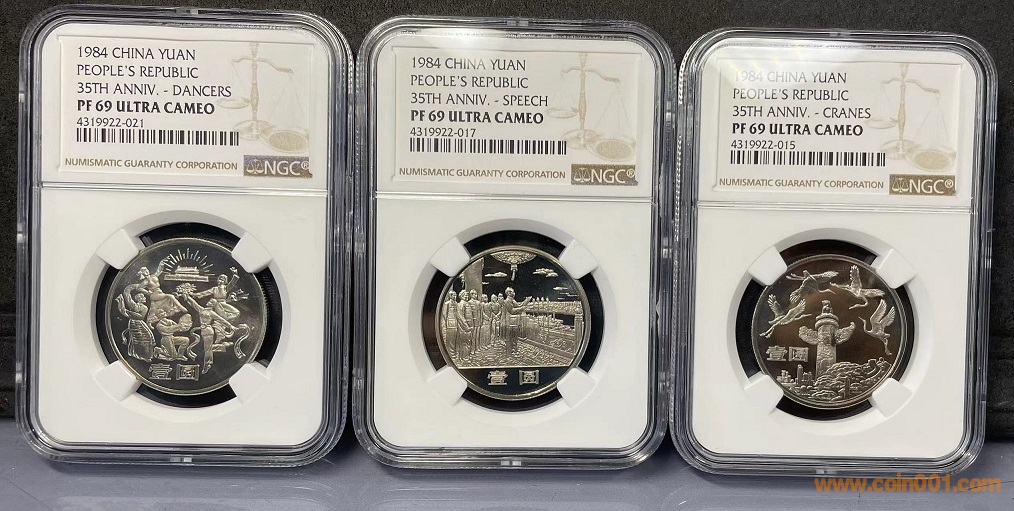 1984 CHINA YUAN
PEOPLE'S REPUBLIC
35TH ANNIV. - DANCERS
PF 69 ULTRA CAMEO
4319922-021
NUMISMATIC GUARANTY CORPORATION NGC®
壹圓
1984 CHINA YUAN
PEOPLE'S REPUBLIC
35TH ANNIV. - SPEECH
PF 69 ULTRA CAMEO
4319922-017
NUMISMATIC GUARANTY CORPORATION NGC®
壹圓
1984 CHINA YUAN
PEOPLE'S REPUBLIC
35TH ANNIV. - CRANES
PF 69 ULTRA CAMEO
4319922-015
NUMISMATIC GUARANTY CORPORATION NGC®
壹圓
www.coin001.com